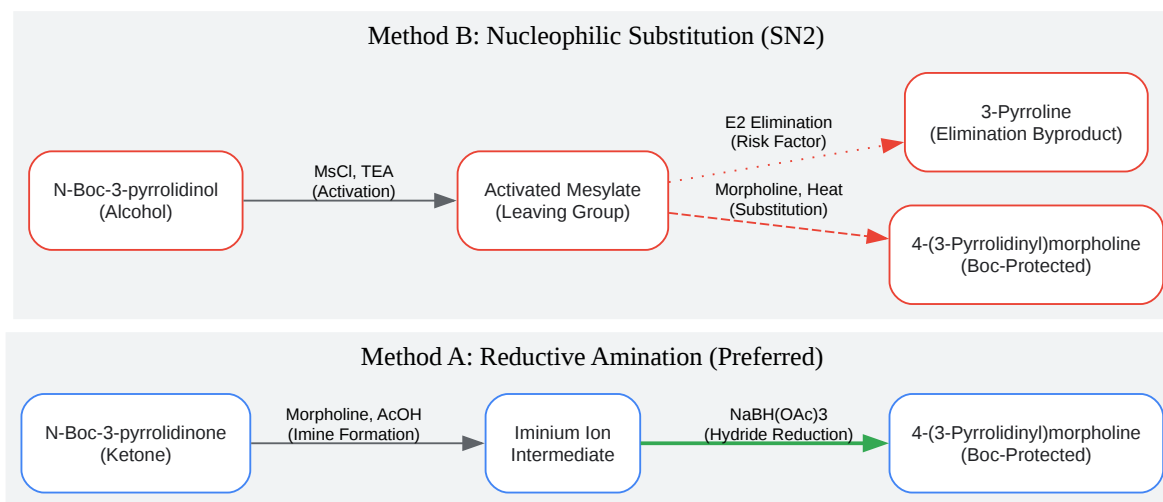 Method B: Nucleophilic Substitution (SN2)
N-Boc-3-pyrrolidinol
(Alcohol)
MsCl, TEA
(Activation)
Activated Mesylate
(Leaving Group)
E2 Elimination
(Risk Factor)
3-Pyrroline
(Elimination Byproduct)
Morpholine, Heat
(Substitution)
4-(3-Pyrrolidinyl)morpholine
(Boc-Protected)
Method A: Reductive Amination (Preferred)
N-Boc-3-pyrrolidinone
(Ketone)
Morpholine, AcOH
(Imine Formation)
Iminium Ion
Intermediate
NaBH(OAc)3
(Hydride Reduction)
4-(3-Pyrrolidinyl)morpholine
(Boc-Protected)